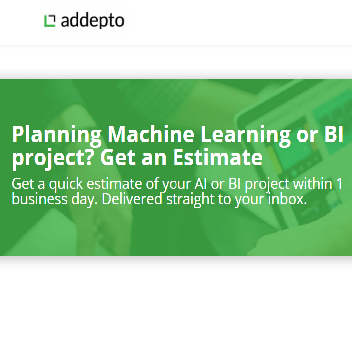 addepto
Planning Machine Learning or BI
project? Get an Estimate
Get a quick estimate of your AI or BI project within 1
business day. Delivered straight to your inbox.